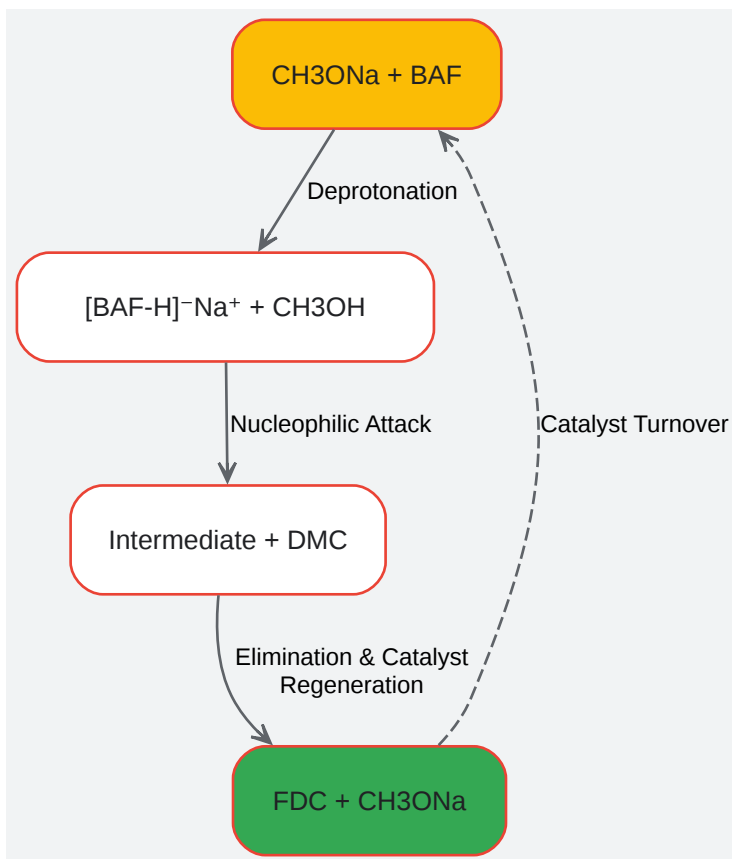 CH3ONa + BAF
Deprotonation
[BAF-H]⁻Na⁺ + CH3OH
Nucleophilic Attack
Catalyst Turnover
Intermediate + DMC
Elimination & Catalyst
Regeneration
FDC + CH3ONa